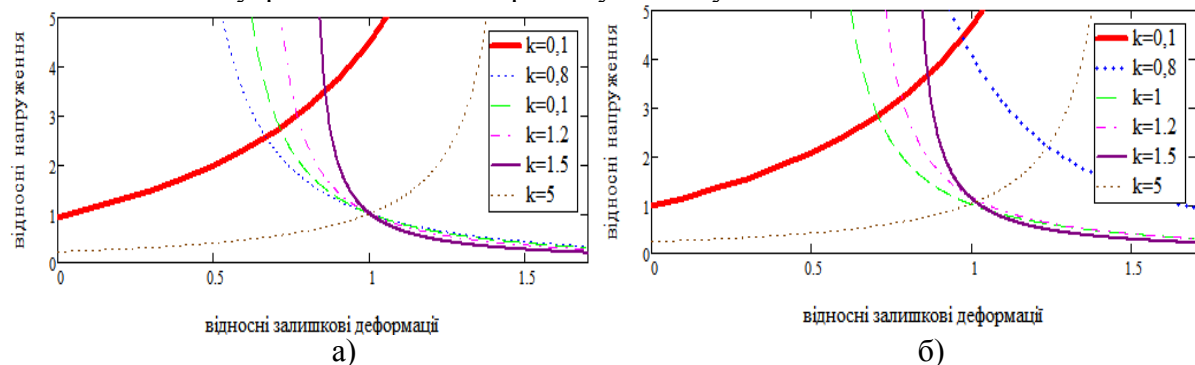 відносні напруження
5
4
3
2
1
0
0
0.5
1
1.5
k=0,1
k=0,8
k=0,1
k=1.2
k=1.5
k=5
відносні залишкові деформації
а)
відносні напруження
5
4
3
2
1
0
0
0.5
1
1.5
k=0,1
k=0,8
k=1
k=1.2
k=1.5
k=5
відносні залишкові деформації
б)